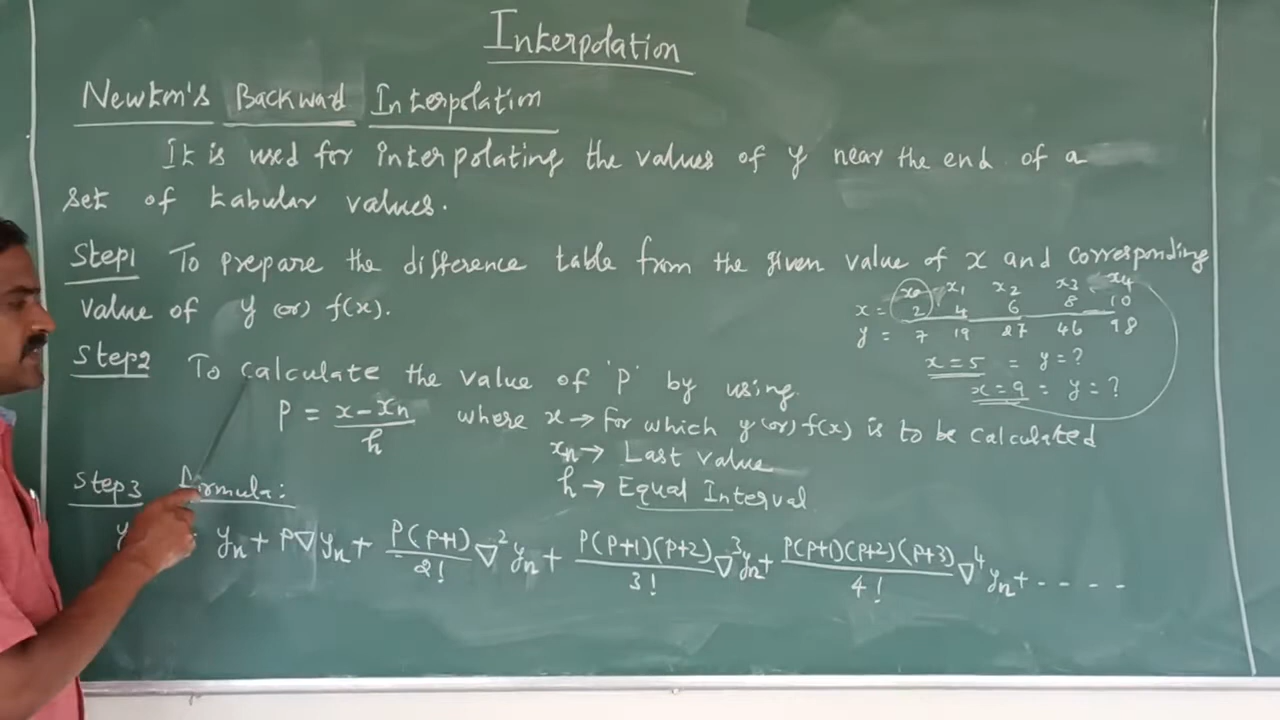 Interpolation
Newton's Backward Interpolation
It is used for interpolating the values of y near the end of a
set of tabular values.
Step1 To prepare the difference table from the given value of x and corresponding
value of y (or) f(x).
x0 x1 x2 x3 x4
x = 2 4 6 8 10
y = 7 19 27 46 98
x = 5 = y = ?
x = 9 = y = ?
Step2 To calculate the value of 'P' by using
P = (x - xn)/h where x → for which y (or) f(x) is to be calculated
xn → Last value
h → Equal Interval
Step3 Formula:
y yn + P∇yn + P(P+1)/2! ∇²yn + P(P+1)(P+2)/3! ∇³yn + P(P+1)(P+2)(P+3)/4! ∇⁴yn + - - - -